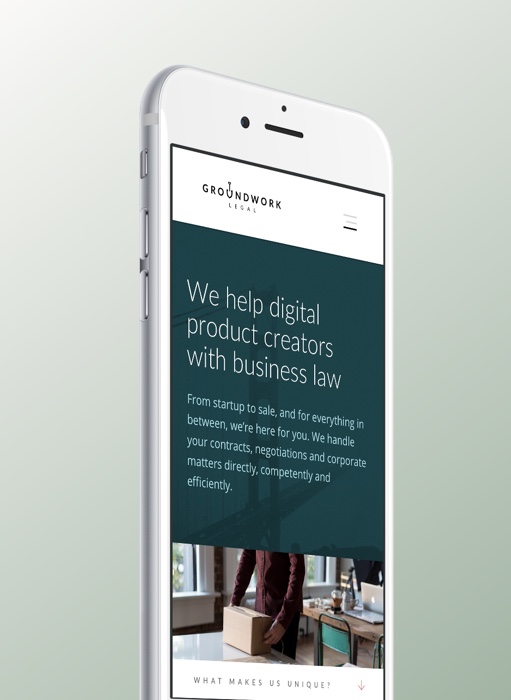 GROUNDWORK
LEGAL
We help digital
product creators
with business law
From startup to sale, and for everything in
between, we're here for you. We handle
your contracts, negotiations and corporate
matters directly, competently and
efficiently.
WHAT MAKES US UNIQUE?